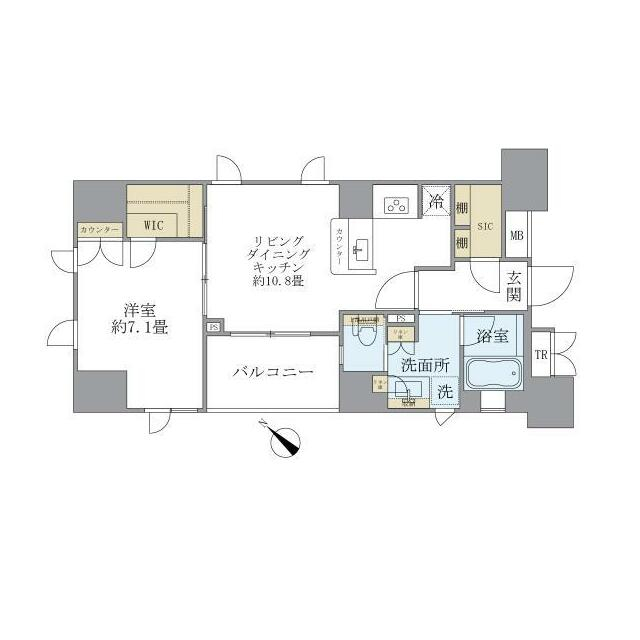 カウンター
WIC
リビング
ダイニング
キッチン
約10.8畳
カウンター
冷
棚
棚
SIC
MB
玄
関
洋室
約7.1畳
PS
バルコニー
PS
リネン
庫
浴室
洗面所
TR
リネン
庫
洗
収納
N